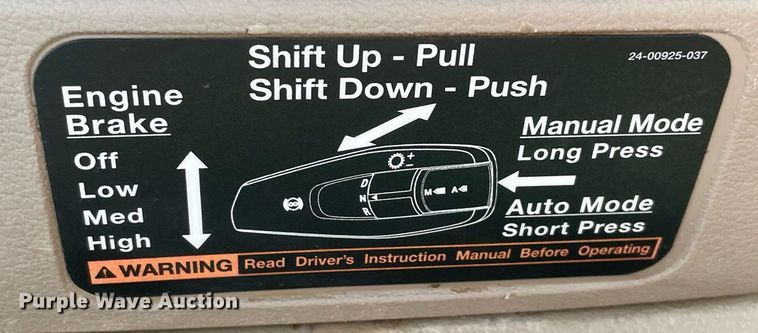 Shift Up - Pull
24-00925-037
Shift Down - Push
Engine
Brake
Off
Low
Med
High
+
-
D
N
R
M
A
Manual Mode
Long Press
Auto Mode
Short Press
WARNING Read Driver's Instruction Manual Before Operating
Purple Wave Auction